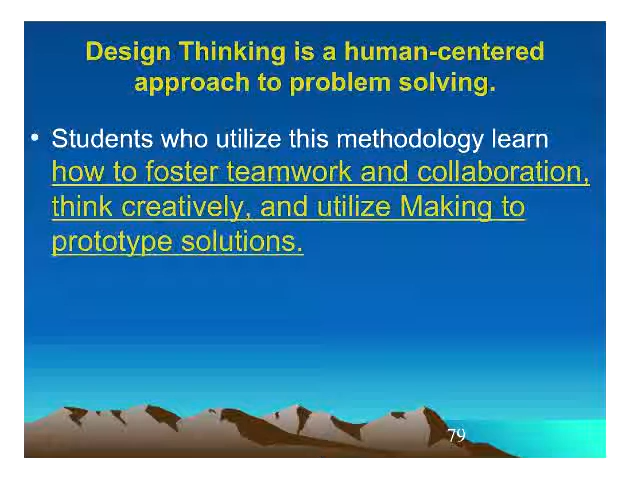 Design Thinking is a human-centered
approach to problem solving.
• Students who utilize this methodology learn
how to foster teamwork and collaboration,
think creatively, and utilize Making to
prototype solutions.
79